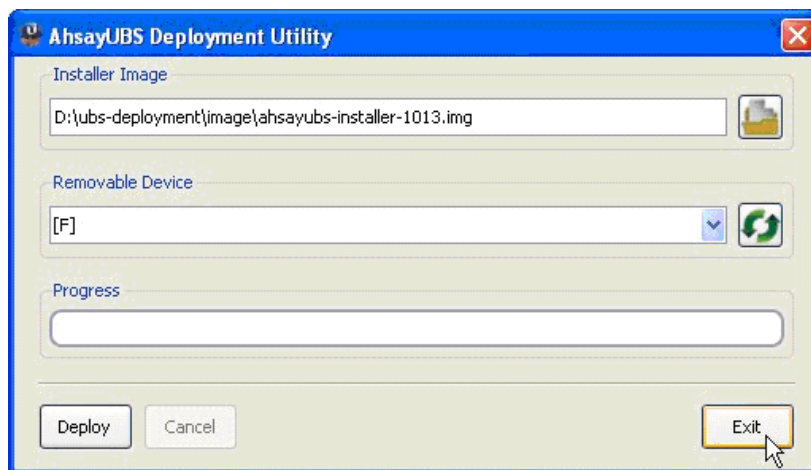 AhsayUBS Deployment Utility
Installer Image
D:\ubs-deployment\image\ahsayubs-installer-1013.img
Removable Device
[F]
Progress
Deploy Cancel Exit